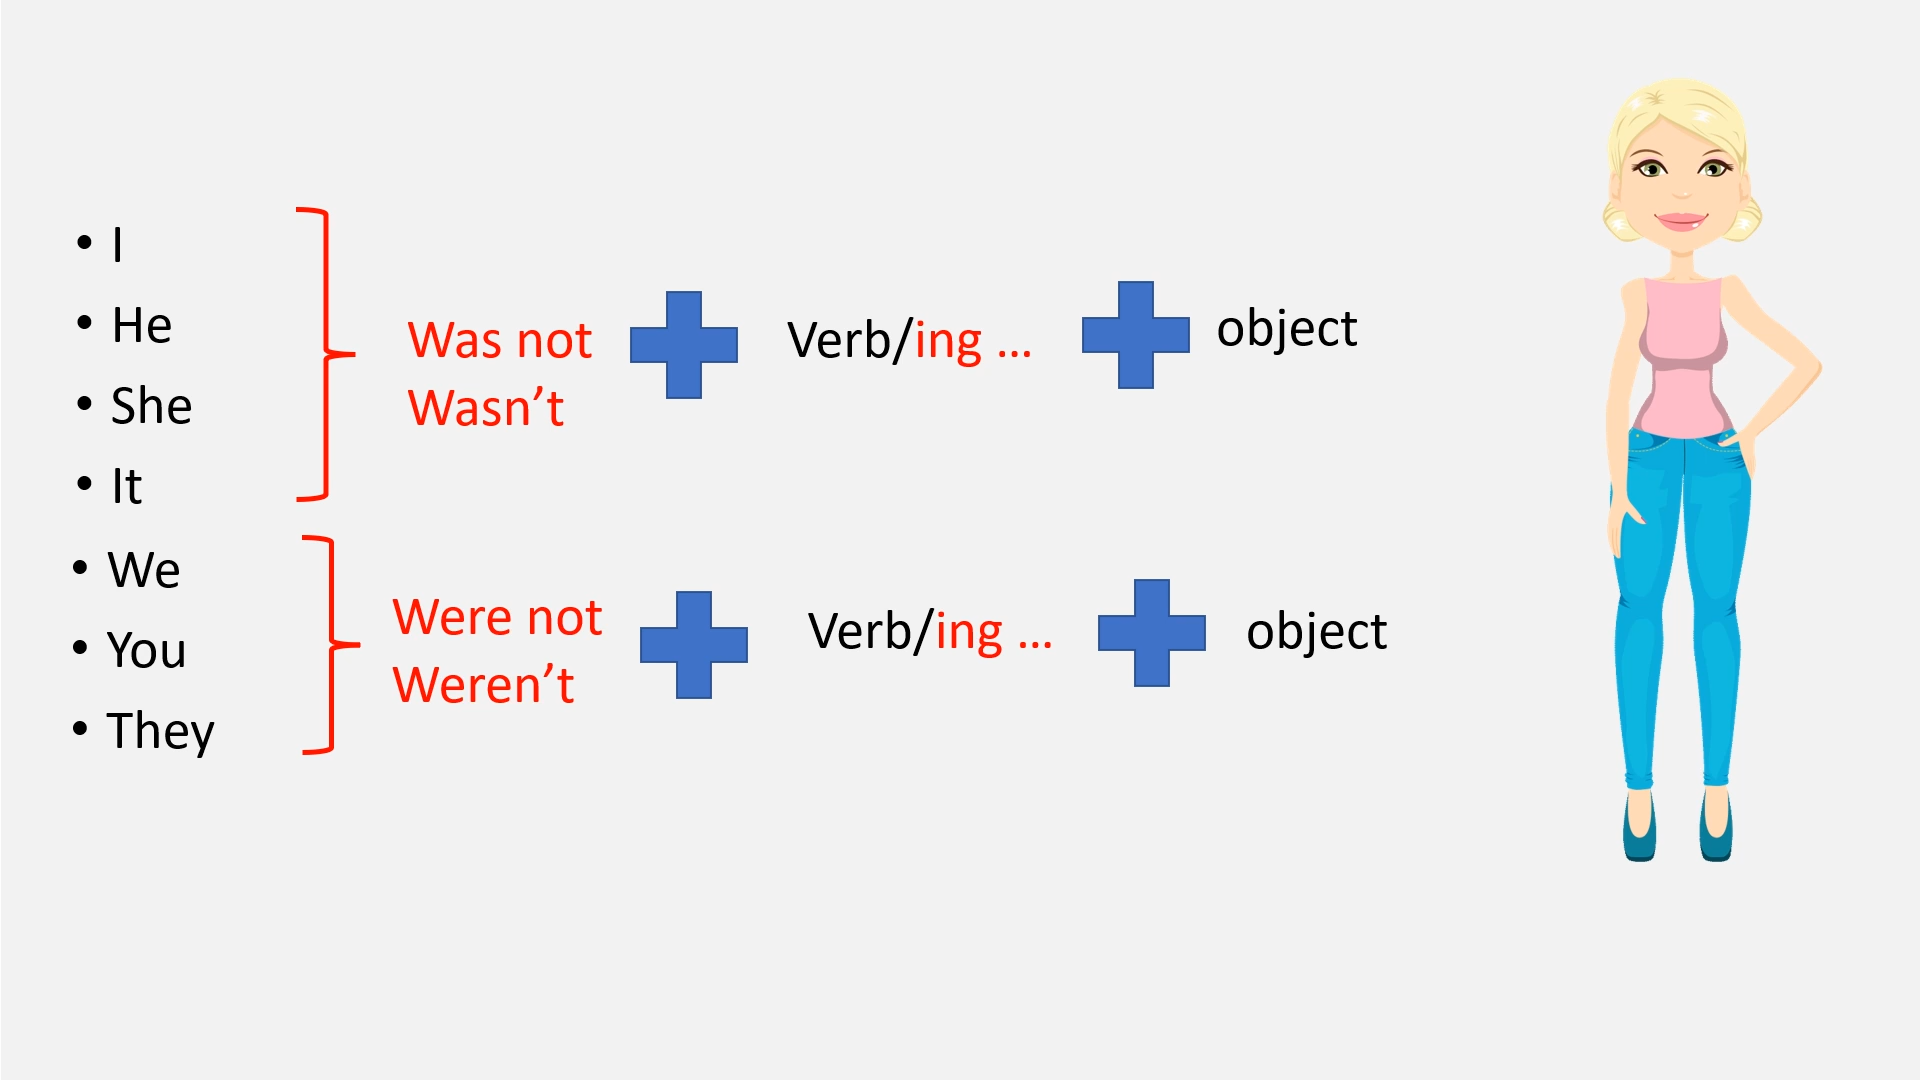 • I
• He
• She
• It
Was not
Wasn’t
Verb/ing ...
object
• We
• You
• They
Were not
Weren’t
Verb/ing ...
object